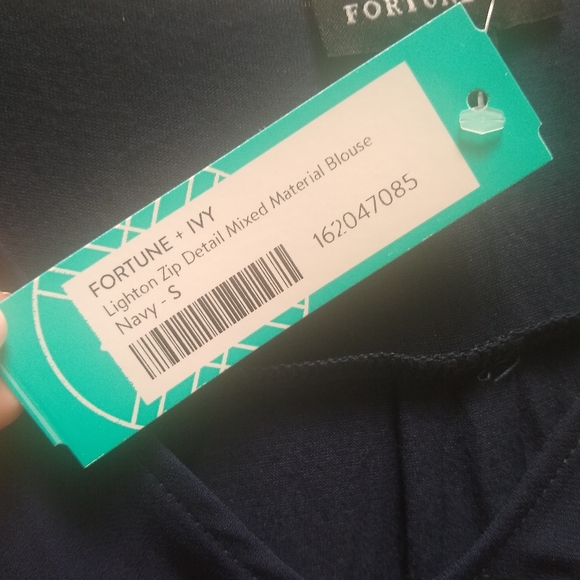 FORTUNE
FORTUNE + IVY
Lighton Zip Detail Mixed Material Blouse
Navy - S
162047085